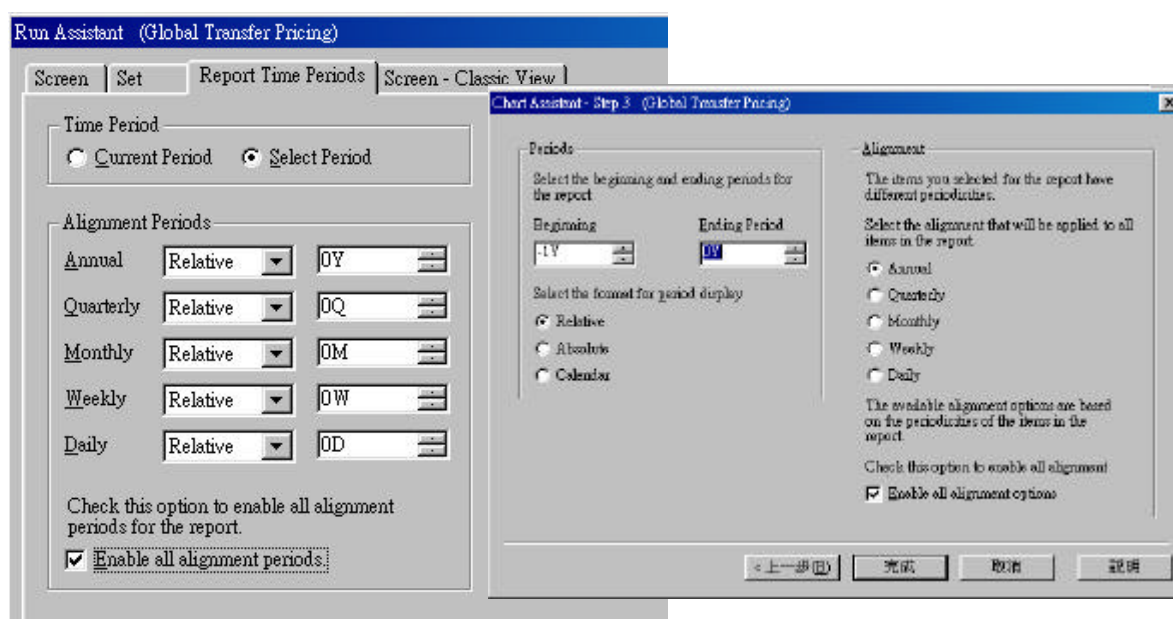 Run Assistant (Global Transfer Pricing)
Screen Set Report Time Periods Screen - Classic View
Time Period
Current Period Select Period
Alignment Periods
Annual Relative 0Y
Quarterly Relative 0Q
Monthly Relative 0M
Weekly Relative 0W
Daily Relative 0D
Check this option to enable all alignment
periods for the report.
Enable all alignment periods.
Chart Assistant - Step 3 (Global Transfer Pricing)
Periods
Select the beginning and ending periods for
the report
Beginning Ending Period
-1Y 0Y
Select the format for period display
Relative
Absolute
Calendar
Alignment
The items you selected for the report have
different periodicities.
Select the alignment that will be applied to all
items in the report.
Annual
Quarterly
Monthly
Weekly
Daily
The available alignment options are based
on the periodicities of the items in the
report.
Check this option to enable all alignment
Enable all alignment options
<上一步(B) 完成 取消 說明